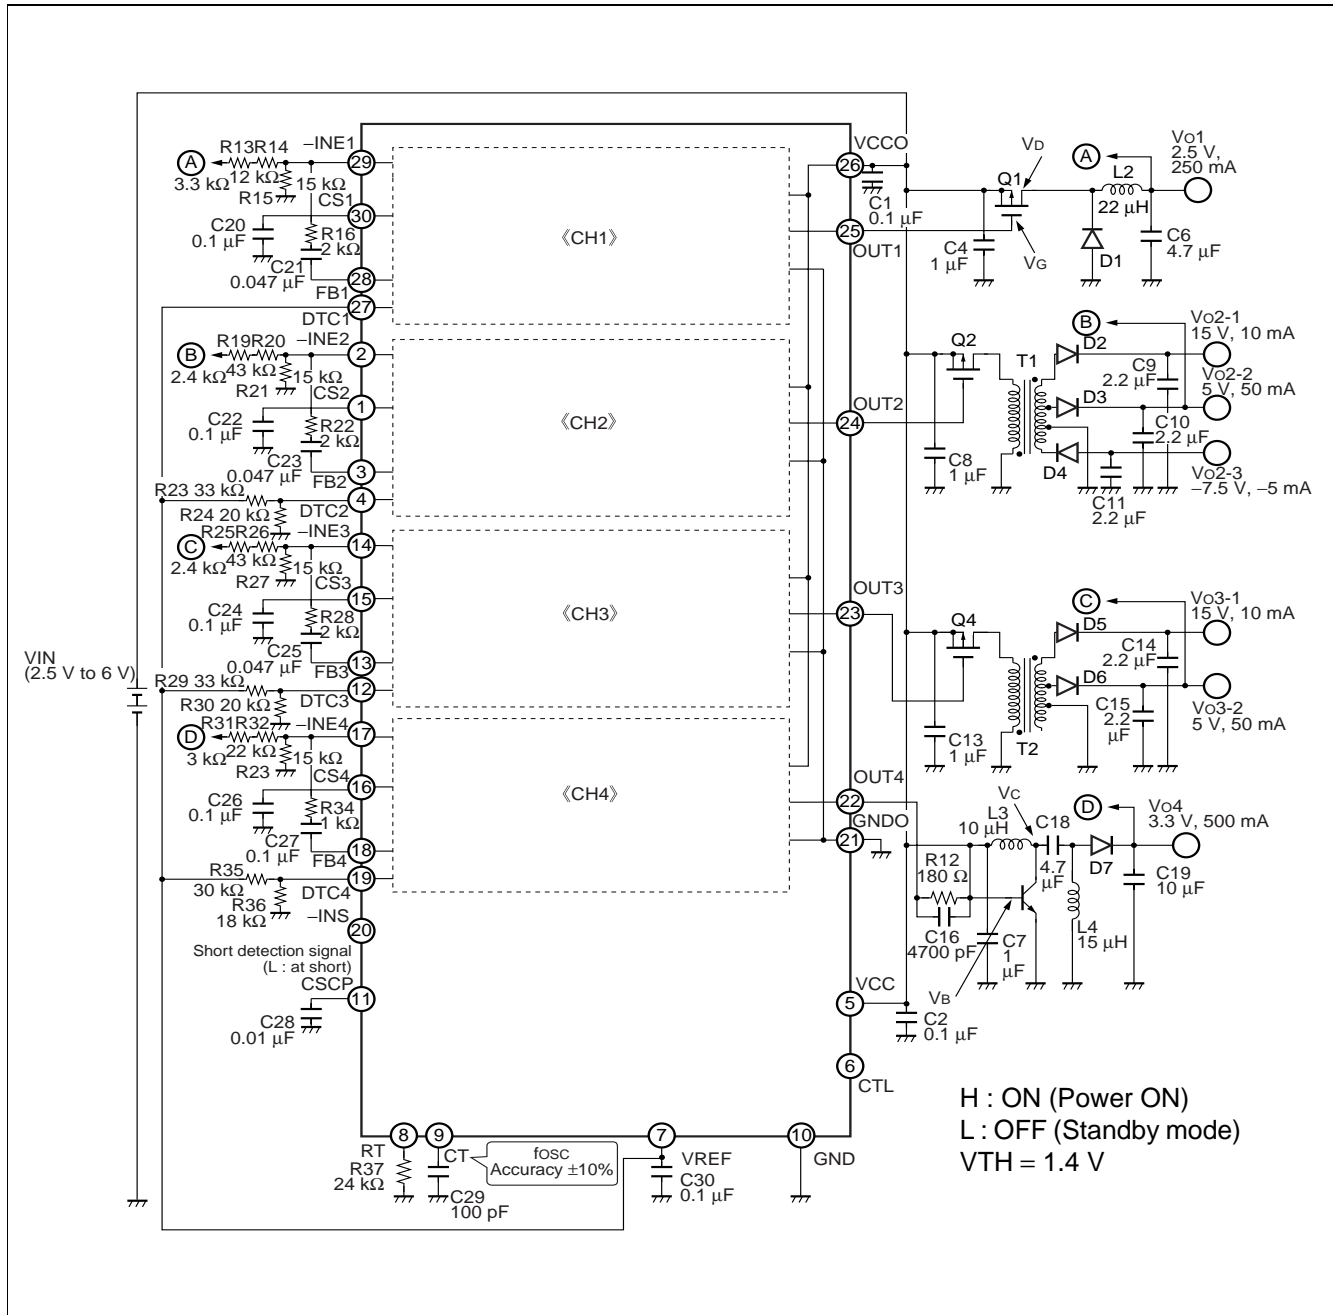 −INE1
A
R13R14
29
3.3 kΩ
12 kΩ
15 kΩ
R15
CS1
30
C20
0.1 µF
R16
2 kΩ
C21
0.047 µF
28
FB1
27
DTC1
《CH1》
VCCO
26
C1
0.1 µF
25
OUT1
VD
Q1
C4
1 µF
VG
A
L2
22 µH
D1
VO1
2.5 V,
250 mA
C6
4.7 µF
−INE2
B
R19R20
2
2.4 kΩ
43 kΩ
15 kΩ
R21
CS2
1
C22
0.1 µF
R22
2 kΩ
C23
0.047 µF
3
FB2
R23 33 kΩ
4
R24 20 kΩ
DTC2
《CH2》
OUT2
24
Q2
C8
1 µF
T1
B
D2
D3
D4
C9
2.2 µF
C10
2.2 µF
C11
2.2 µF
VO2-1
15 V, 10 mA
VO2-2
5 V, 50 mA
VO2-3
−7.5 V, −5 mA
−INE3
C
R25R26
14
2.4 kΩ
43 kΩ
15 kΩ
R27
CS3
15
C24
0.1 µF
R28
2 kΩ
C25
0.047 µF
13
FB3
R29 33 kΩ
12
R30 20 kΩ
DTC3
《CH3》
OUT3
23
Q4
C13
1 µF
T2
C
D5
D6
C14
2.2 µF
C15
2.2
µF
VO3-1
15 V, 10 mA
VO3-2
5 V, 50 mA
VIN
(2.5 V to 6 V)
−INE4
D
R31R32
17
3 kΩ
22 kΩ
15 kΩ
R23
CS4
16
C26
0.1 µF
R34
1 kΩ
C27
0.1 µF
18
FB4
R35
30 kΩ
19
DTC4
R36
18 kΩ
《CH4》
OUT4
22
GNDO
21
L3
10 µH
VC
C18
4.7
µF
D
D7
VO4
3.3 V, 500 mA
C19
10 µF
R12
180 Ω
C16
4700 pF
C7
1
µF
L4
15 µH
VB
−INS
20
Short detection signal
(L : at short)
CSCP
11
C28
0.01 µF
VCC
5
C2
0.1 µF
6
CTL
H : ON (Power ON)
L : OFF (Standby mode)
VTH = 1.4 V
8
RT
R37
24 kΩ
9
CT
C29
100 pF
fOSC
Accuracy ±10%
7
VREF
C30
0.1 µF
10
GND